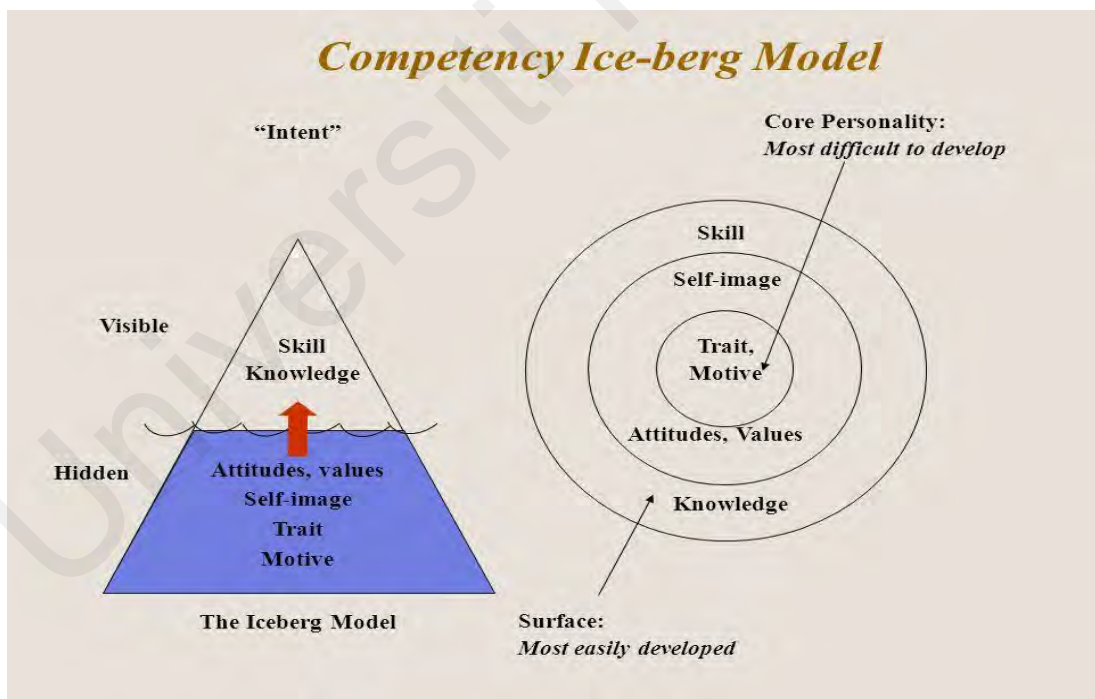 Competency Ice-berg Model
“Intent”
Visible
Skill
Knowledge
Hidden
Attitudes, values
Self-image
Trait
Motive
The Iceberg Model
Core Personality:
Most difficult to develop
Skill
Self-image
Trait,
Motive
Attitudes, Values
Knowledge
Surface:
Most easily developed
Universiti